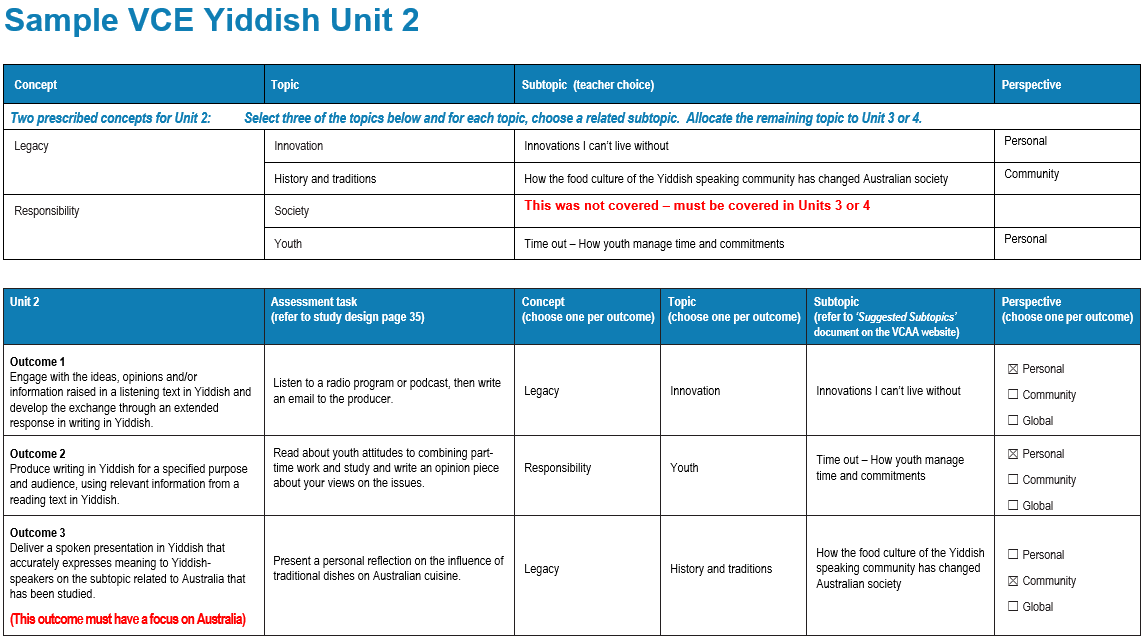 Sample VCE Yiddish Unit 2
Concept Topic Subtopic (teacher choice) Perspective
Two prescribed concepts for Unit 2: Select three of the topics below and for each topic, choose a related subtopic. Allocate the remaining topic to Unit 3 or 4.
Legacy Innovation Innovations I can't live without Personal
History and traditions How the food culture of the Yiddish speaking community has changed Australian society Community
Responsibility Society This was not covered – must be covered in Units 3 or 4
Youth Time out – How youth manage time and commitments Personal
Unit 2
Assessment task
(refer to study design page 35)
Concept
(choose one per outcome)
Topic
(choose one per outcome)
Subtopic
(refer to 'Suggested Subtopics'
document on the VCAA website)
Perspective
(choose one per outcome)
Outcome 1
Engage with the ideas, opinions and/or
information raised in a listening text in Yiddish and
develop the exchange through an extended
response in writing in Yiddish.
Listen to a radio program or podcast, then write
an email to the producer.
Legacy
Innovation
Innovations I can't live without
☒ Personal
☐ Community
☐ Global
Outcome 2
Produce writing in Yiddish for a specified purpose
and audience, using relevant information from a
reading text in Yiddish.
Read about youth attitudes to combining part-
time work and study and write an opinion piece
about your views on the issues.
Responsibility
Youth
Time out – How youth manage
time and commitments
☒ Personal
☐ Community
☐ Global
Outcome 3
Deliver a spoken presentation in Yiddish that
accurately expresses meaning to Yiddish-
speakers on the subtopic related to Australia that
has been studied.
(This outcome must have a focus on Australia)
Present a personal reflection on the influence of
traditional dishes on Australian cuisine.
Legacy
History and traditions
How the food culture of the Yiddish
speaking community has changed
Australian society
☐ Personal
☒ Community
☐ Global